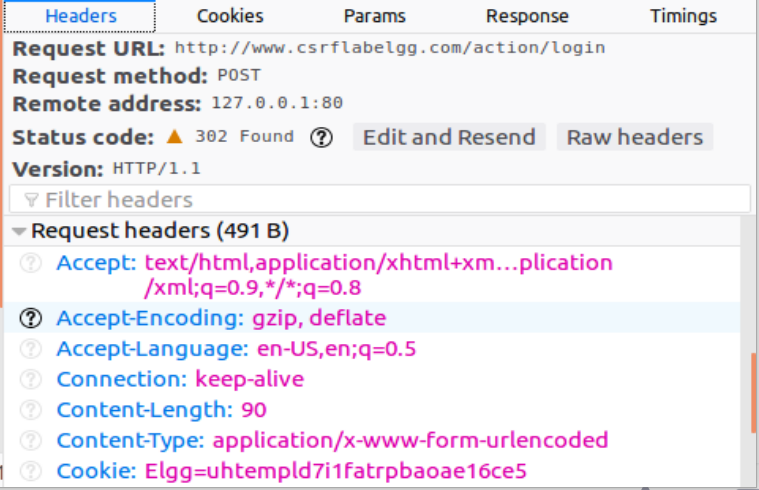 Headers Cookies Params Response Timings
Request URL: http://www.csrflabelgg.com/action/login
Request method: POST
Remote address: 127.0.0.1:80
Status code: 302 Found ? Edit and Resend Raw headers
Version: HTTP/1.1
Filter headers
Request headers (491 B)
? Accept: text/html,application/xhtml+xm…plication
/xml;q=0.9,*/*;q=0.8
? Accept-Encoding: gzip, deflate
? Accept-Language: en-US,en;q=0.5
? Connection: keep-alive
? Content-Length: 90
? Content-Type: application/x-www-form-urlencoded
? Cookie: Elgg=uhtempld7i1fatrpbaoae16ce5